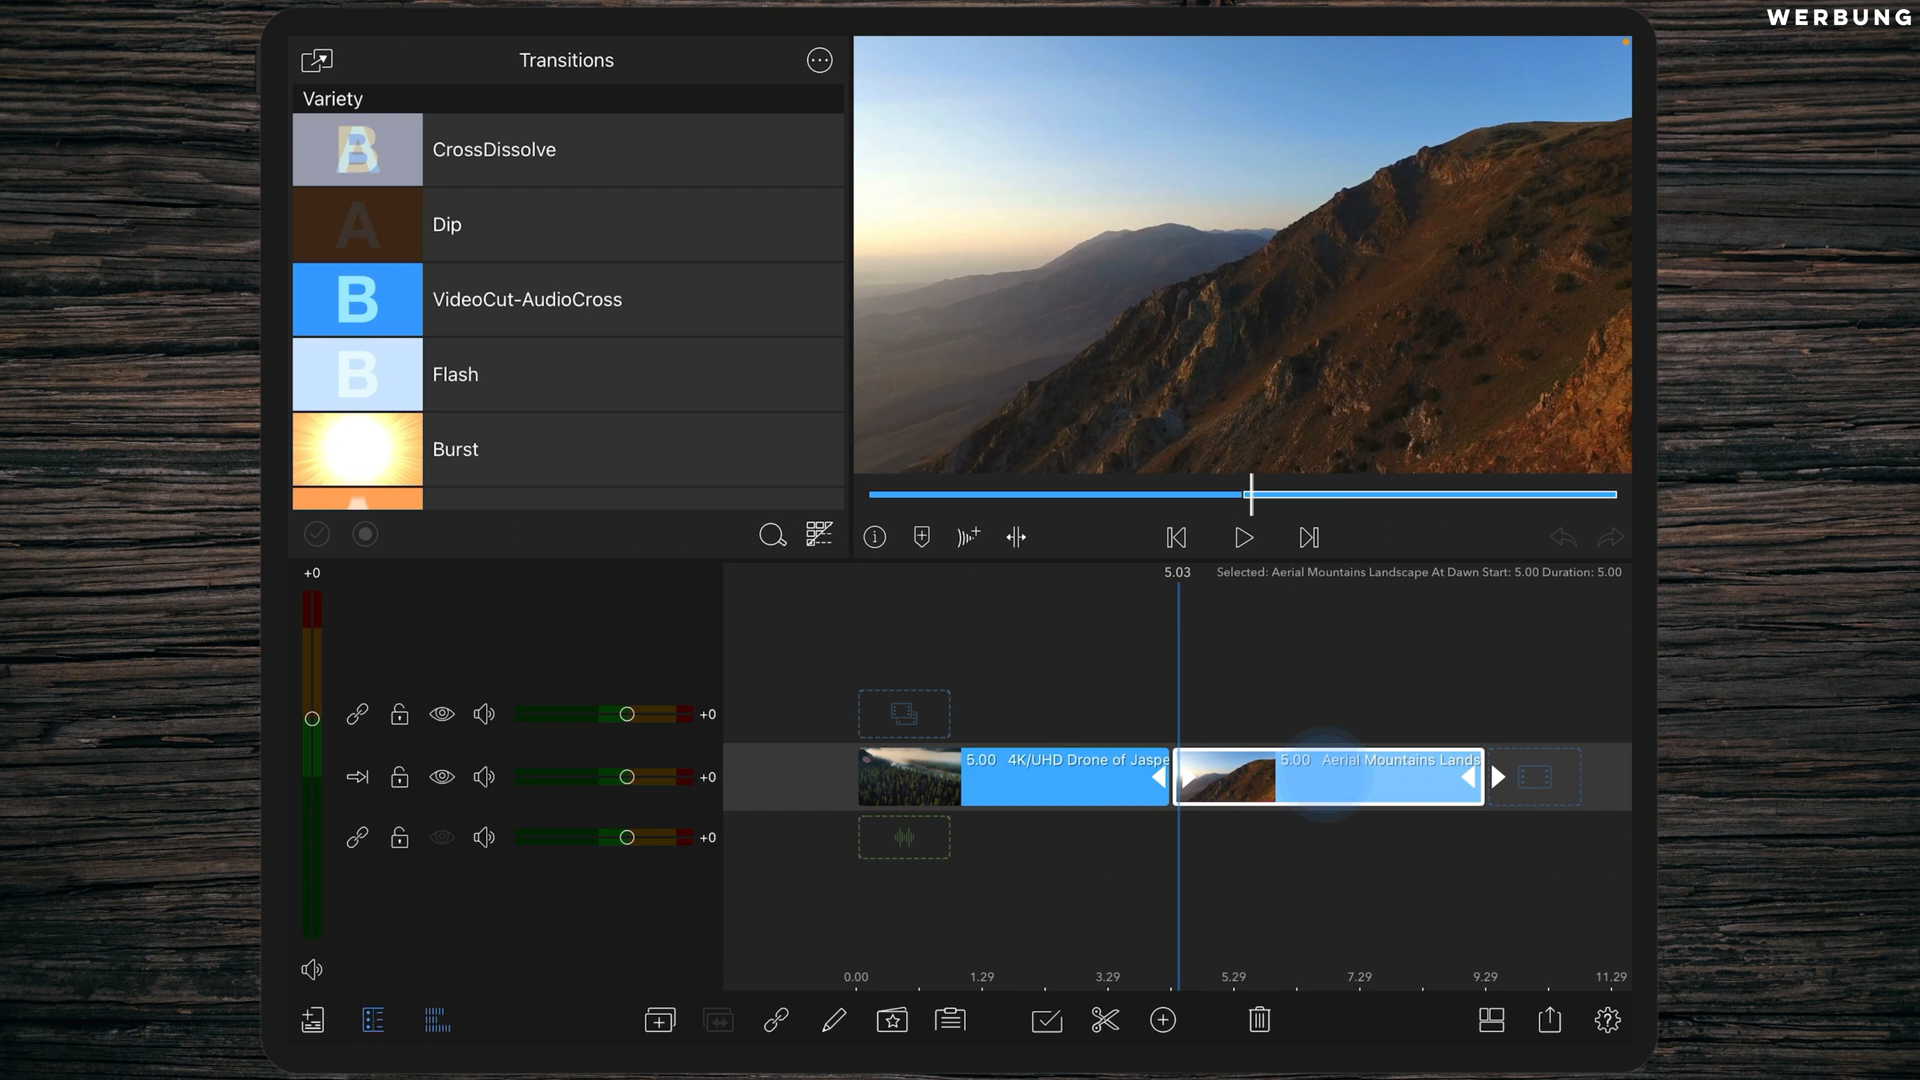 WERBUNG
Transitions
Variety
CrossDissolve
Dip
VideoCut-AudioCross
Flash
Burst
B
A
B
B
A
+0
5.03
Selected: Aerial Mountains Landscape At Dawn Start: 5.00 Duration: 5.00
+0
5.00 4K/UHD Drone of Jaspe
5.00 Aerial Mountains Lands
+0
+0
0.00 1.29 3.29 5.29 7.29 9.29 11.29